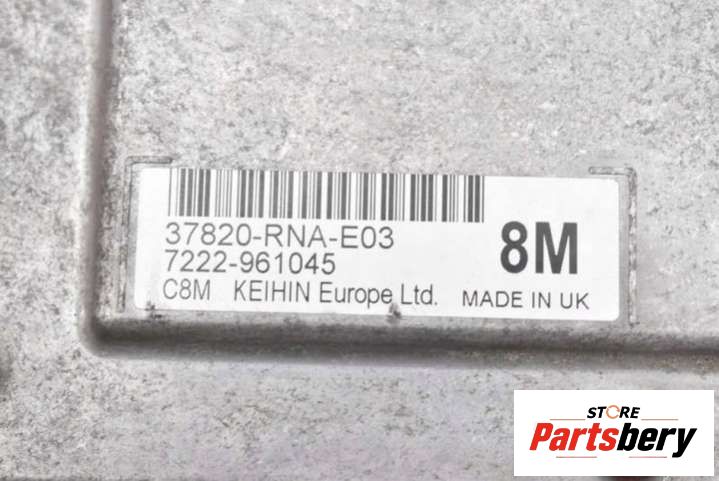 37820-RNA-E03
7222-961045
8M
C8M KEIHIN Europe Ltd. MADE IN UK
STORE
Partsbery